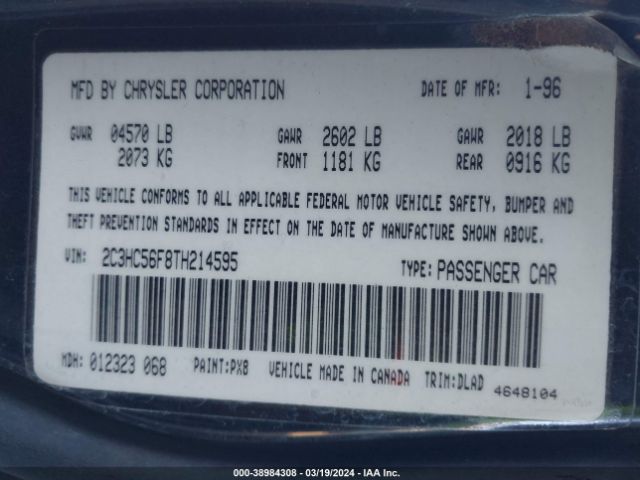 MFD BY CHRYSLER CORPORATION DATE OF MFR: 1-96
GVWR 04570 LB GAWR 2602 LB GAWR 2018 LB
2073 KG FRONT 1181 KG REAR 0916 KG
THIS VEHICLE CONFORMS TO ALL APPLICABLE FEDERAL MOTOR VEHICLE SAFETY, BUMPER AND
THEFT PREVENTION STANDARDS IN EFFECT ON THE DATE OF MANUFACTURE SHOWN ABOVE.
VIN: 2C3HC56F8TH214595 TYPE: PASSENGER CAR
MDH: 012323 068 PAINT:PX8 VEHICLE MADE IN CANADA TRIM:DLAD
4648104
000-38984308 - 03/19/2024 - IAA Inc.